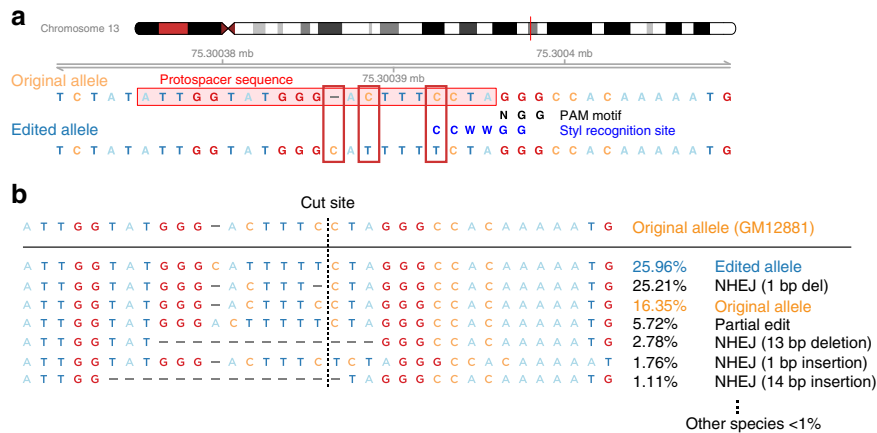 a
Chromosome 13
75.30038 mb 75.3004 mb
75.30039 mb
Original allele Protospacer sequence
T C T A T A T T G G T A T G G G – A C T T T C C T A G G G C C A C A A A A A T G
N G G PAM motif
Edited allele C C W W G G StyI recognition site
T C T A T A T T G G T A T G G G C A T T T T T C T A G G G C C A C A A A A A T G
b
Cut site
A T T G G T A T G G G – A C T T T C C T A G G G C C A C A A A A A T G Original allele (GM12881)
A T T G G T A T G G G C A T T T T T C T A G G G C C A C A A A A A T G 25.96% Edited allele
A T T G G T A T G G G – A C T T T – C T A G G G C C A C A A A A A T G 25.21% NHEJ (1 bp del)
A T T G G T A T G G G – A C T T T C C T A G G G C C A C A A A A A T G 16.35% Original allele
A T T G G T A T G G G A C T T T T T C T A G G G C C A C A A A A A T G 5.72% Partial edit
A T T G G T A T – – – – – – – – – – – – – G G G C C A C A A A A A T G 2.78% NHEJ (13 bp deletion)
A T T G G T A T G G G – A C T T T C T C T A G G G C C A C A A A A A T 1.76% NHEJ (1 bp insertion)
A T T G G – – – – – – – – – – – – – – T A G G G C C A C A A A A A T G 1.11% NHEJ (14 bp insertion)
Other species <1%